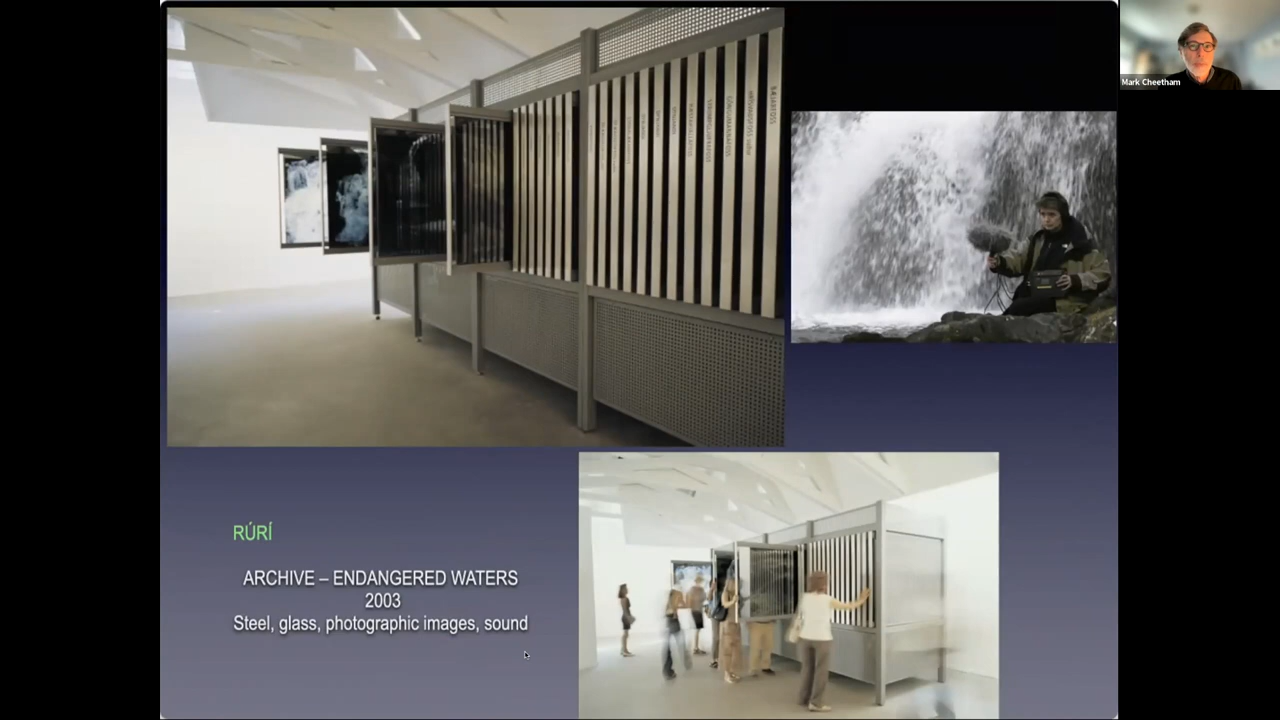 Mark Cheetham
RÚRÍ
ARCHIVE – ENDANGERED WATERS
2003
Steel, glass, photographic images, sound